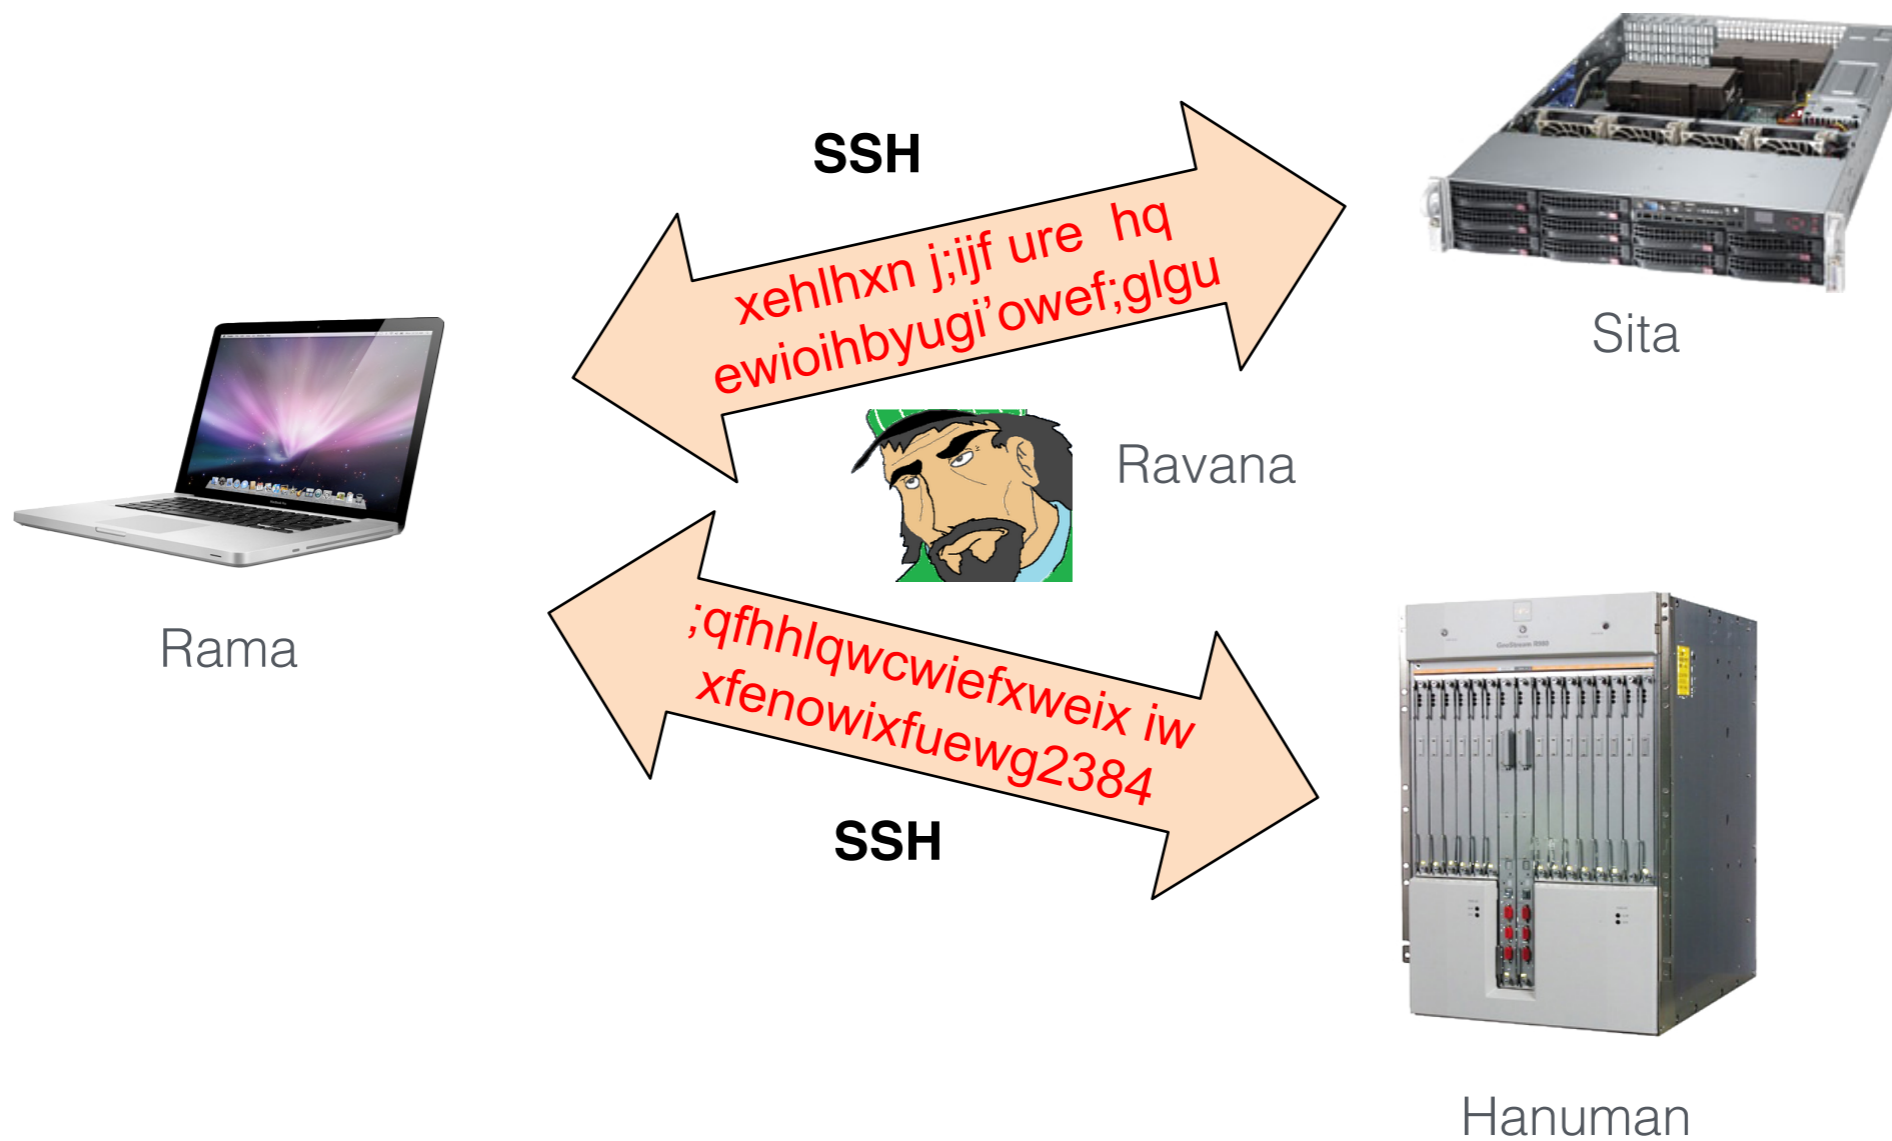 SSH
xehlhxn j;ijf ure  hq
ewioihbyugi’owef;glgu
Sita
Ravana
Rama
;qfhhlqwcwiefxweix iw
xfenowixfuewg2384
SSH
Hanuman